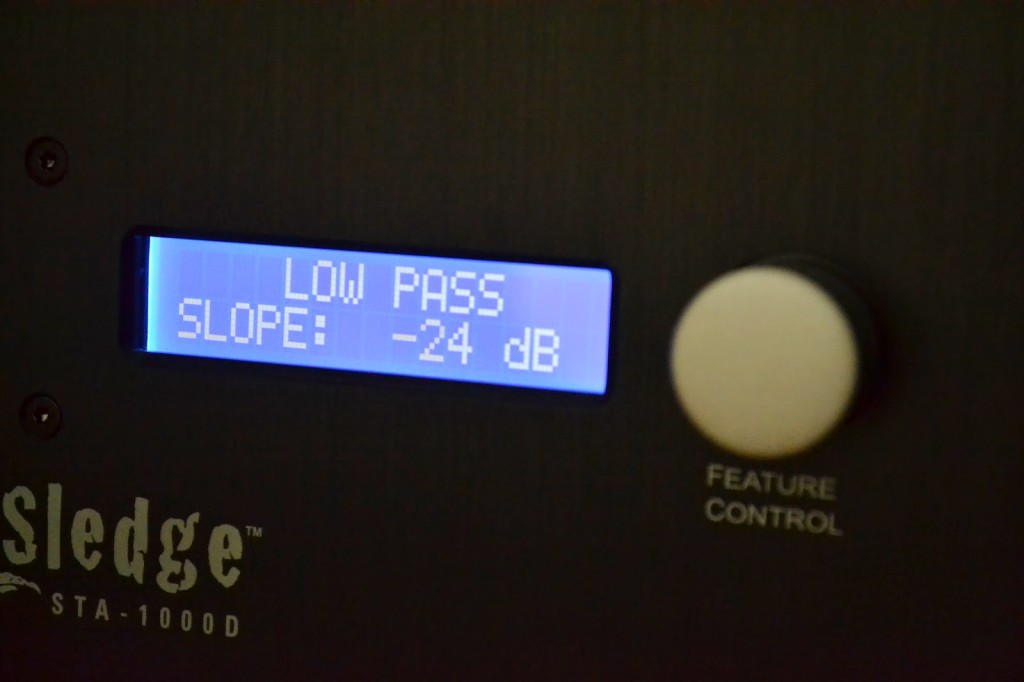 LOW PASS
SLOPE: -24 dB
FEATURE
CONTROL
Sledge™
STA-1000D